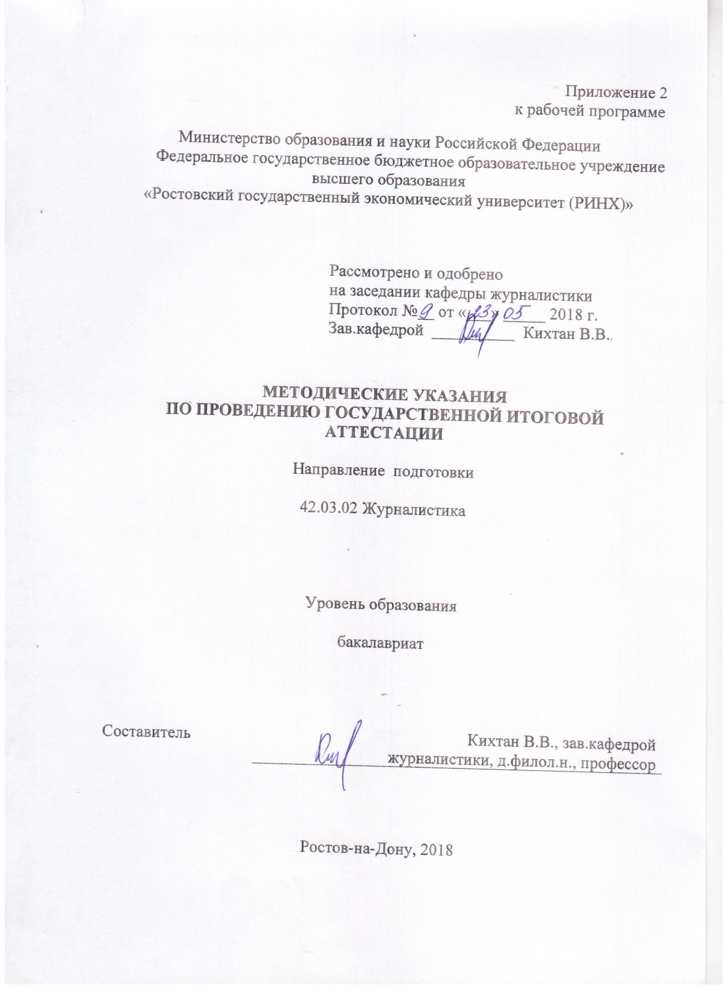 Приложение 2
к рабочей программе
Министерство образования и науки Российской Федерации
Федеральное государственное бюджетное образовательное учреждение
высшего образования
«Ростовский государственный экономический университет (РИНХ)»
Рассмотрено и одобрено
на заседании кафедры журналистики
Протокол №9 от «23» 05 2018 г.
Зав.кафедрой Кихтан В.В..
МЕТОДИЧЕСКИЕ УКАЗАНИЯ
ПО ПРОВЕДЕНИЮ ГОСУДАРСТВЕННОЙ ИТОГОВОЙ
АТТЕСТАЦИИ
Направление подготовки
42.03.02 Журналистика
Уровень образования
бакалавриат
Составитель
Кихтан В.В., зав.кафедрой
журналистики, д.филол.н., профессор
Ростов-на-Дону, 2018